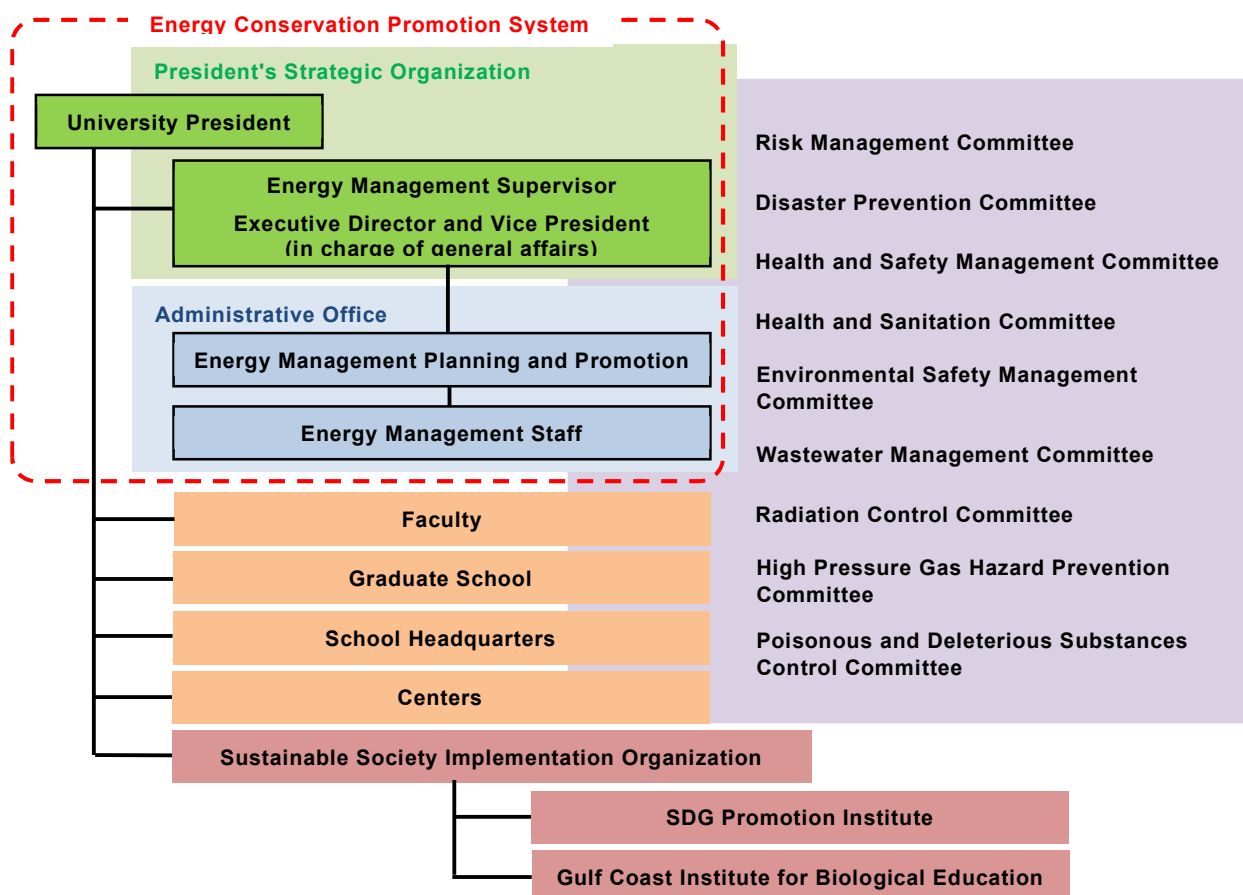 Energy Conservation Promotion System
President's Strategic Organization
University President
Energy Management Supervisor
Executive Director and Vice President
(in charge of general affairs)
Administrative Office
Energy Management Planning and Promotion
Energy Management Staff
Faculty
Graduate School
School Headquarters
Centers
Sustainable Society Implementation Organization
SDG Promotion Institute
Gulf Coast Institute for Biological Education
Risk Management Committee
Disaster Prevention Committee
Health and Safety Management Committee
Health and Sanitation Committee
Environmental Safety Management
Committee
Wastewater Management Committee
Radiation Control Committee
High Pressure Gas Hazard Prevention
Committee
Poisonous and Deleterious Substances
Control Committee